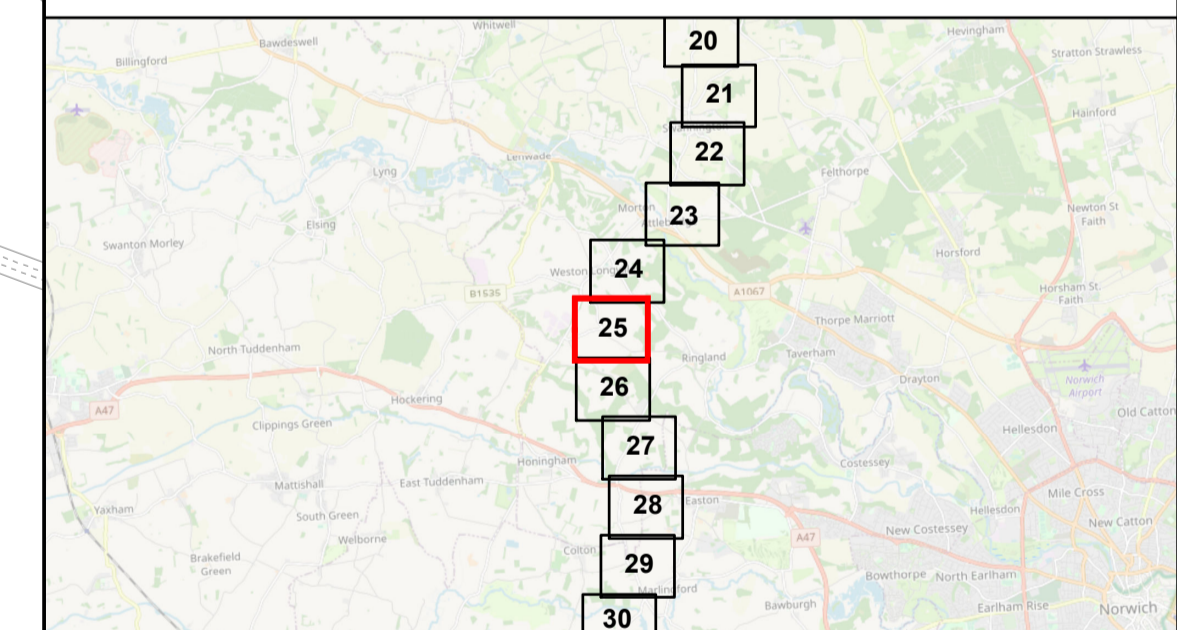 Whitwell
Hevingham
20
Bawdeswell
Stratton Strawless
Billingford
21
Hainford
Swannington
22
Lenwade
Lyng
Felthorpe
Morton
Newton St
Faith
23
Elsing
Swanton Morley
Horsford
24
Weston Long
B1535
A1067
Horsham St.
Faith
25
Thorpe Marriott
North Tuddenham
Ringland
Taverham
Drayton
Norwich
Airport
26
Hockering
A47
Old Catton
Clippings Green
Hellesdon
27
Honingham
Costessey
East Tuddenham
Mattishall
Mile Cross
28
Easton
Yaxham
South Green
Hellesdon
New Catton
New Costessey
Welborne
A47
Colton
Brakefield
Green
29
Bowthorpe
North Earlham
Marlingford
Bawburgh
Earlham Rise
Norwich
30